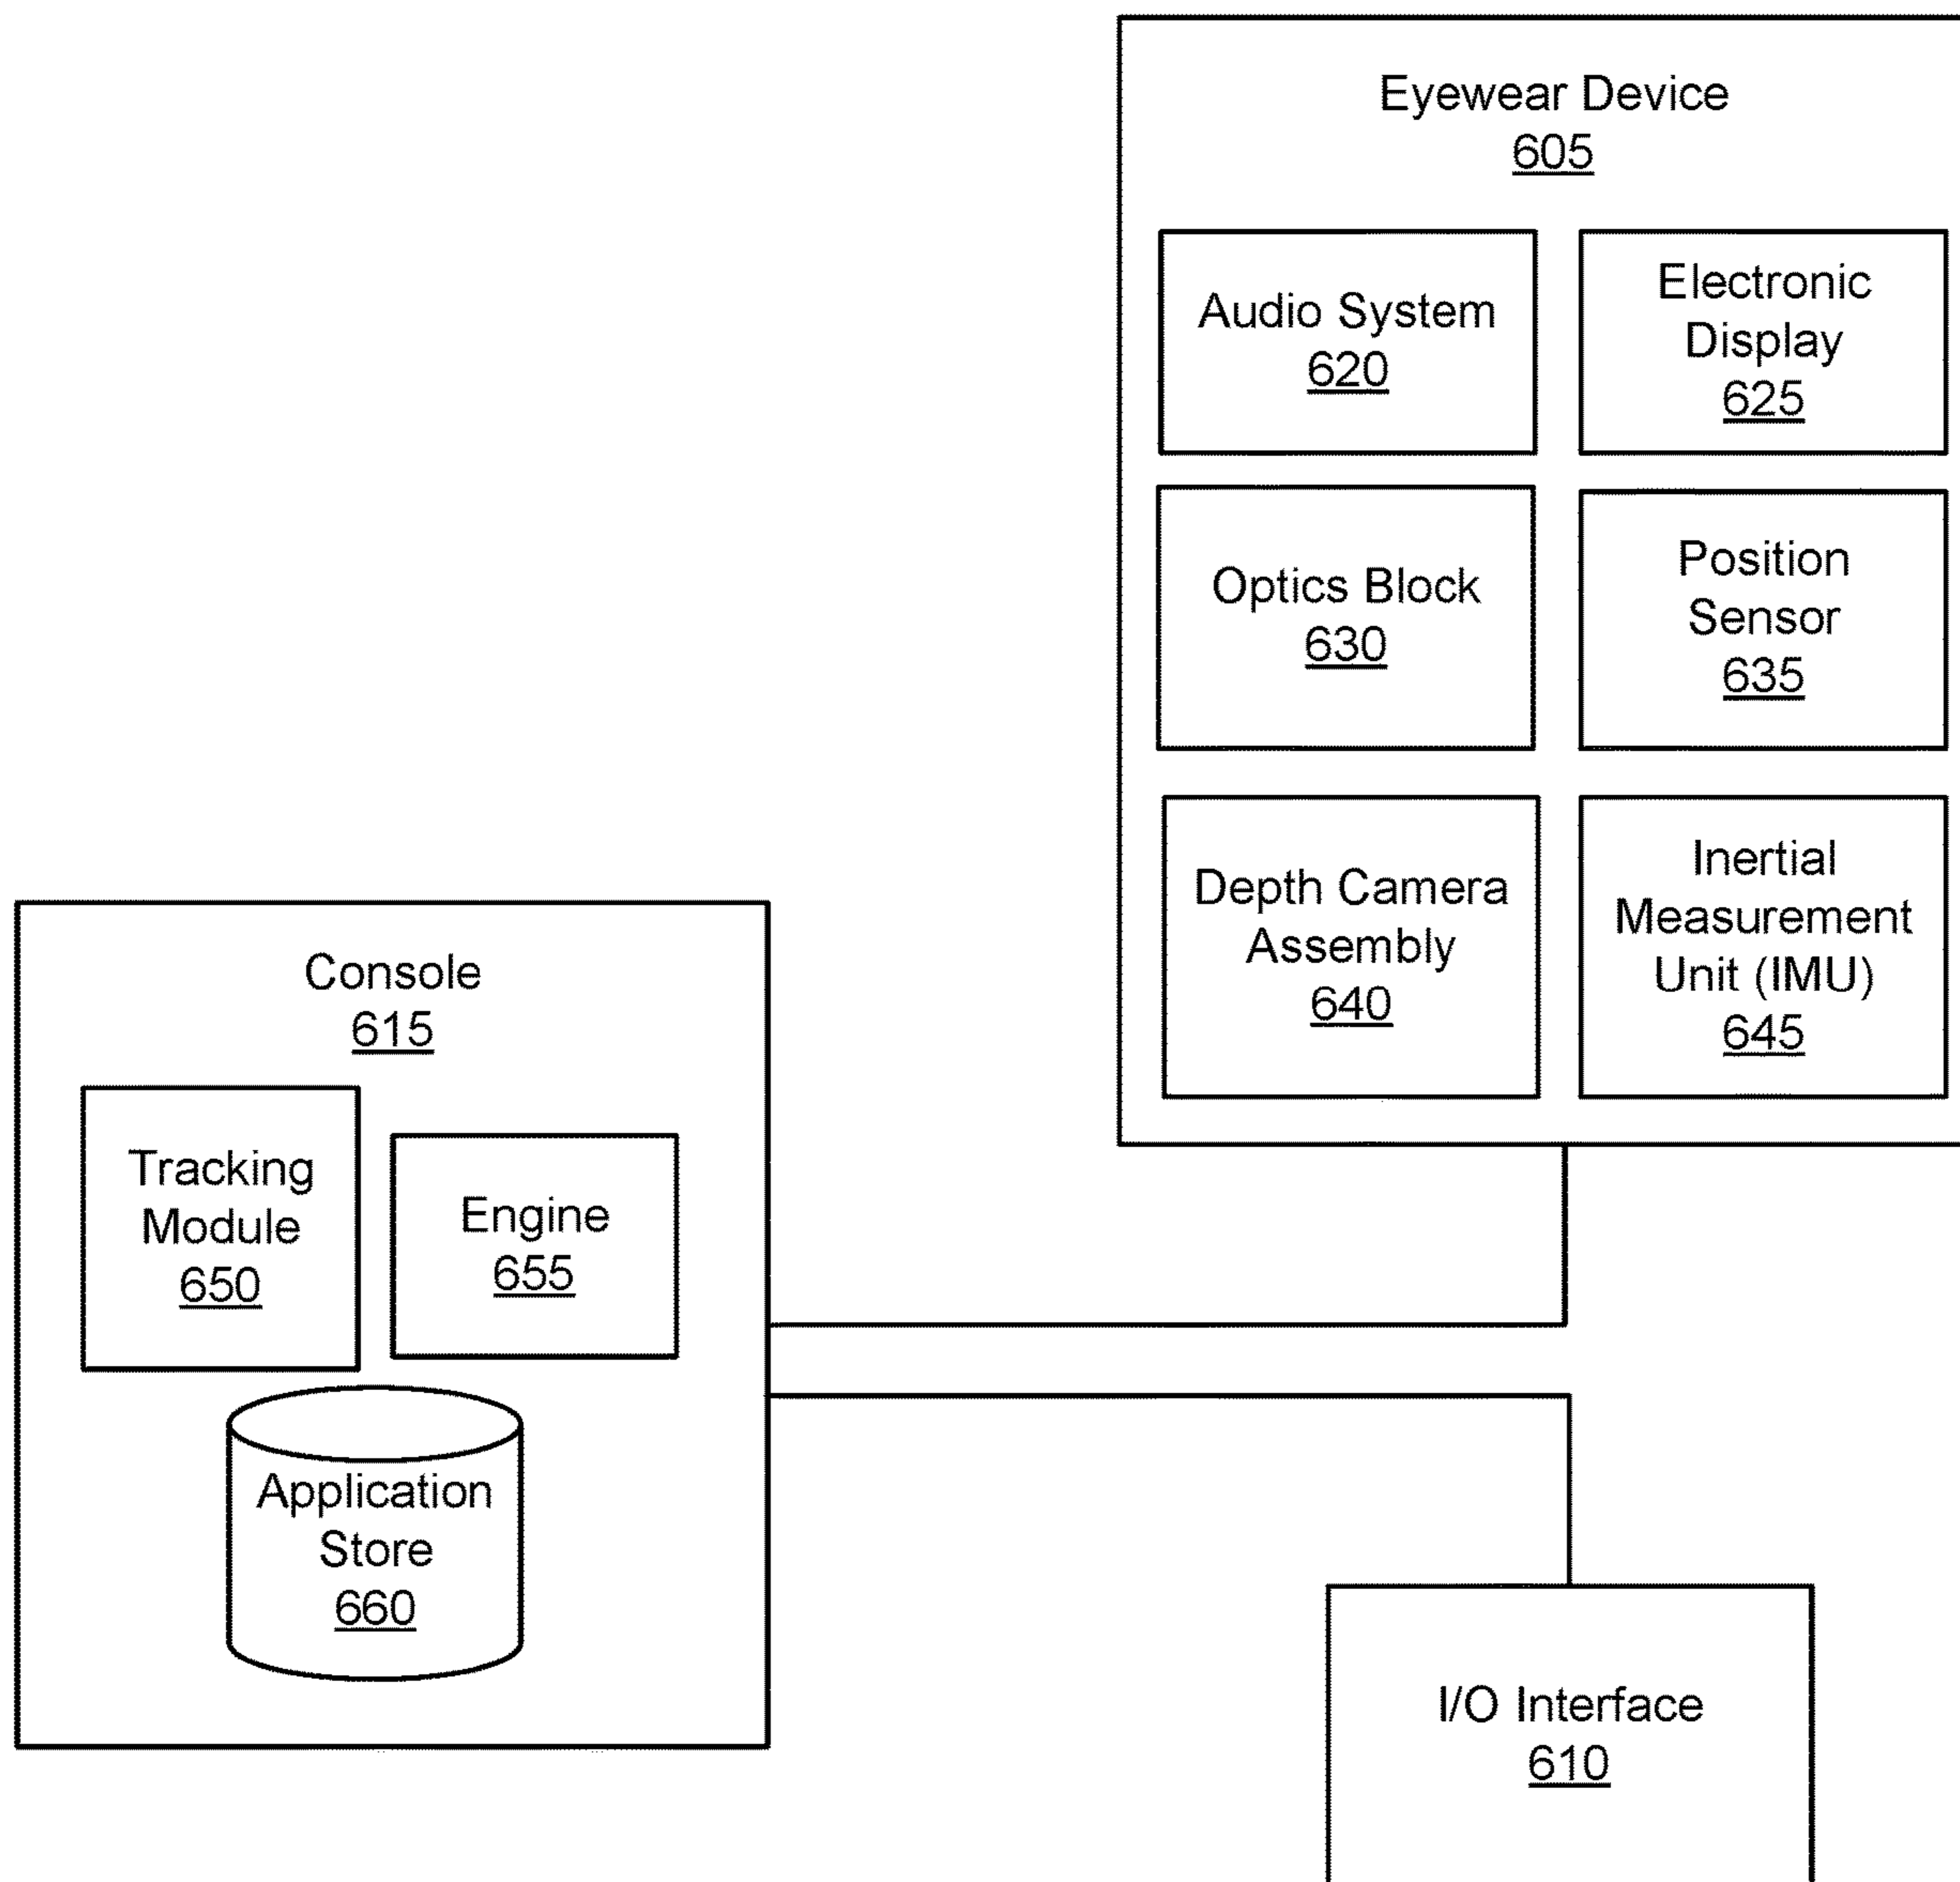 Eyewear Device
605
Audio System
620
Electronic
Display
625
Optics Block
630
Position
Sensor
635
Depth Camera
Assembly
640
Inertial
Measurement
Unit (IMU)
645
Console
615
Tracking
Module
650
Engine
655
Application
Store
660
I/O Interface
610